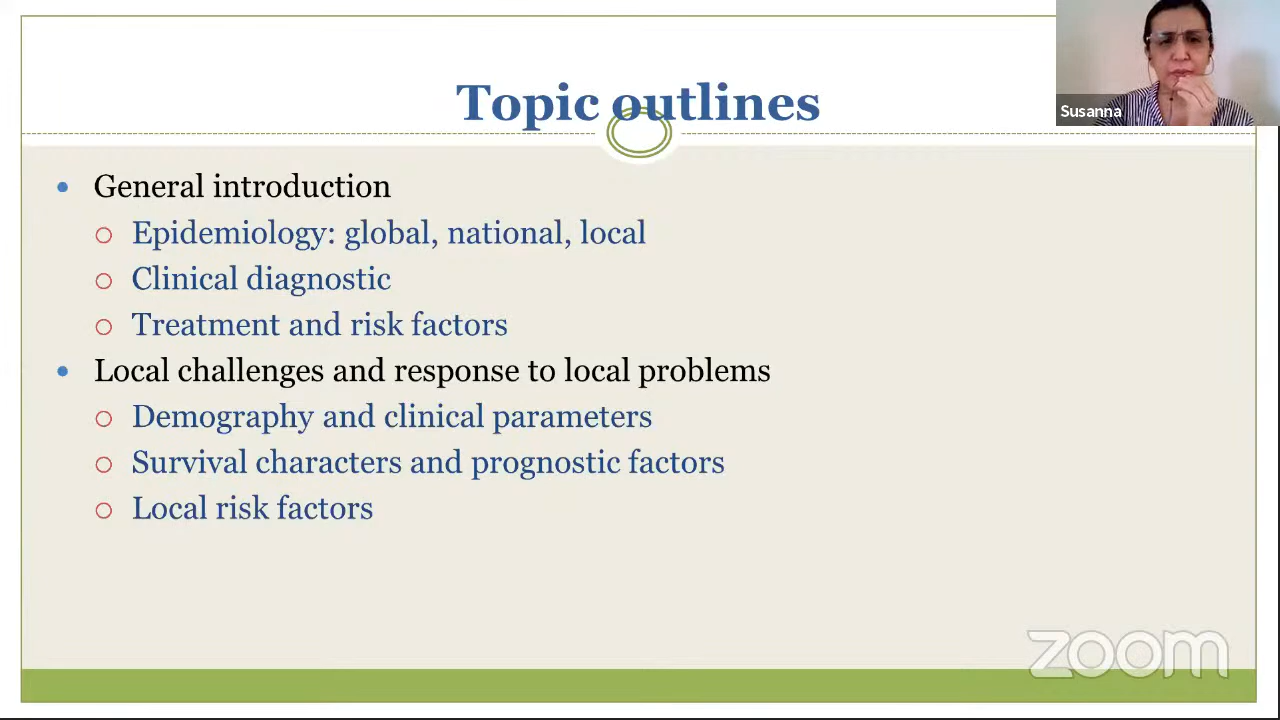 Topic outlines
Susanna
General introduction
Epidemiology: global, national, local
Clinical diagnostic
Treatment and risk factors
Local challenges and response to local problems
Demography and clinical parameters
Survival characters and prognostic factors
Local risk factors
zoom